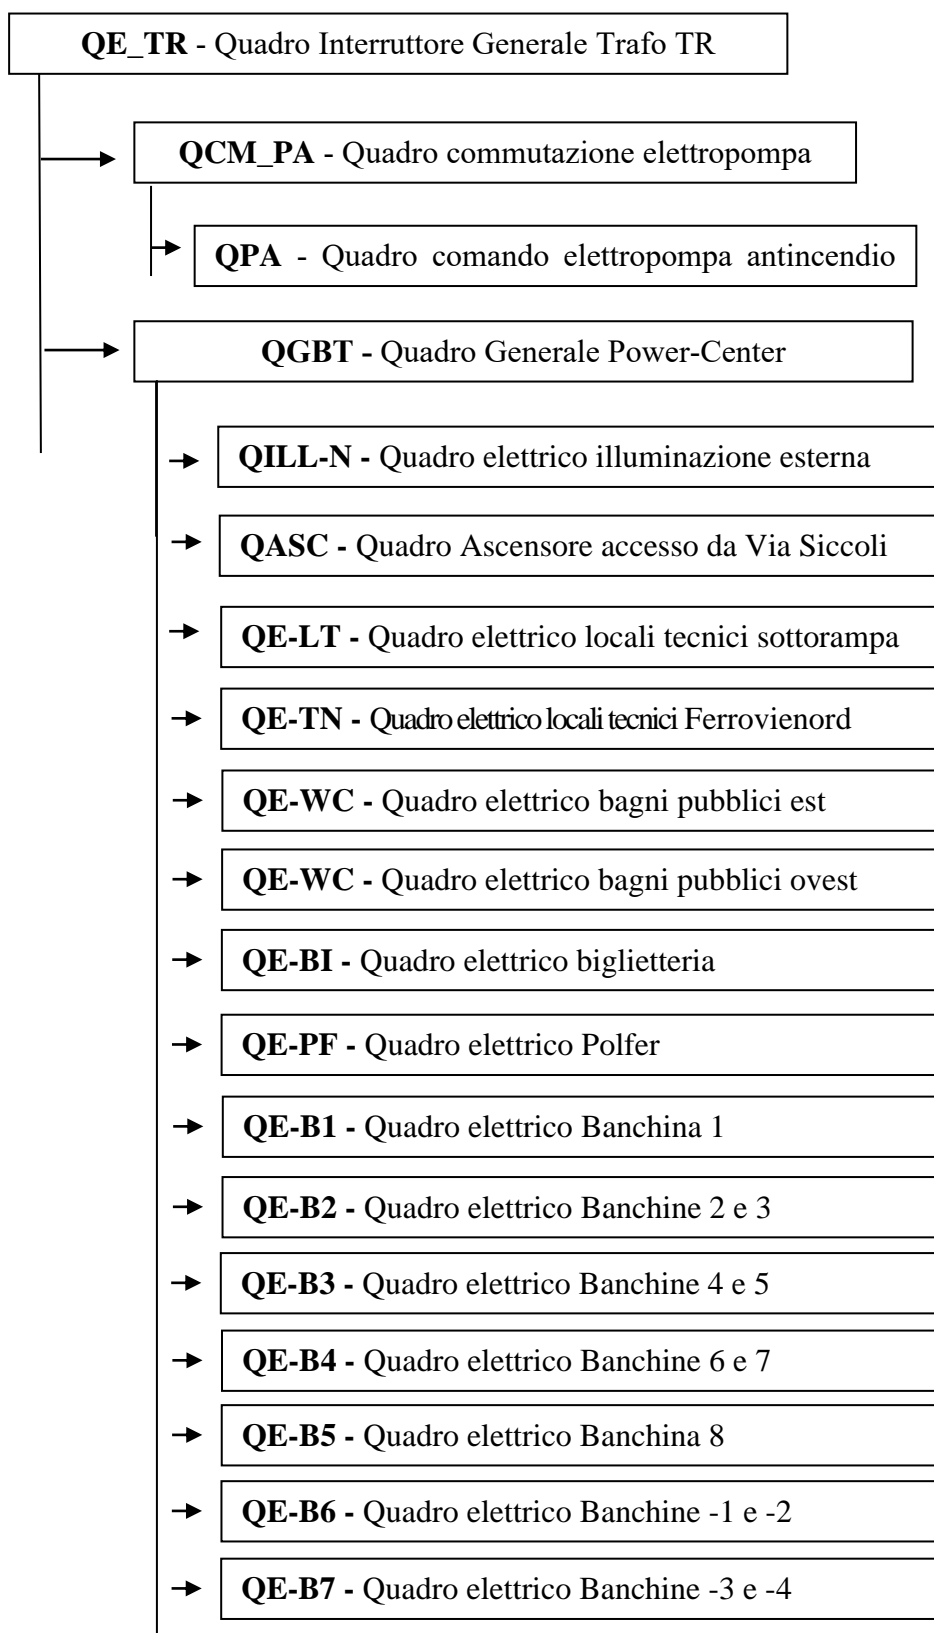 QE_TR - Quadro Interruttore Generale Trafo TR
QCM_PA - Quadro commutazione elettropompa
QPA - Quadro comando elettropompa antincendio
QGBT - Quadro Generale Power-Center
QILL-N - Quadro elettrico illuminazione esterna
QASC - Quadro Ascensore accesso da Via Siccoli
QE-LT - Quadro elettrico locali tecnici sottorampa
QE-TN - Quadro elettrico locali tecnici Ferrovienord
QE-WC - Quadro elettrico bagni pubblici est
QE-WC - Quadro elettrico bagni pubblici ovest
QE-BI - Quadro elettrico biglietteria
QE-PF - Quadro elettrico Polfer
QE-B1 - Quadro elettrico Banchina 1
QE-B2 - Quadro elettrico Banchine 2 e 3
QE-B3 - Quadro elettrico Banchine 4 e 5
QE-B4 - Quadro elettrico Banchine 6 e 7
QE-B5 - Quadro elettrico Banchina 8
QE-B6 - Quadro elettrico Banchine -1 e -2
QE-B7 - Quadro elettrico Banchine -3 e -4